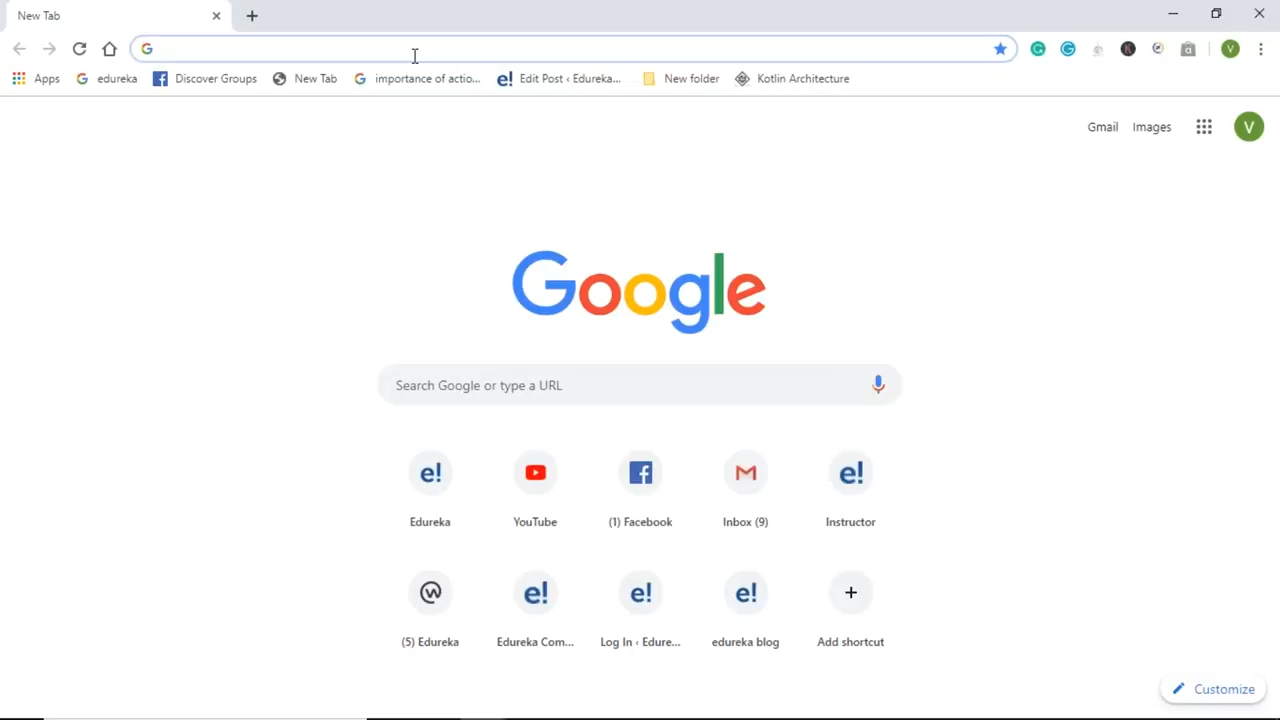 New Tab
Apps edureka Discover Groups New Tab importance of actio... Edit Post ‹ Edureka... New folder Kotlin Architecture
Gmail Images V
Google
Search Google or type a URL
Edureka YouTube (1) Facebook Inbox (9) Instructor
(5) Edureka Edureka Com... Log In ‹ Edure... edureka blog Add shortcut
Customize